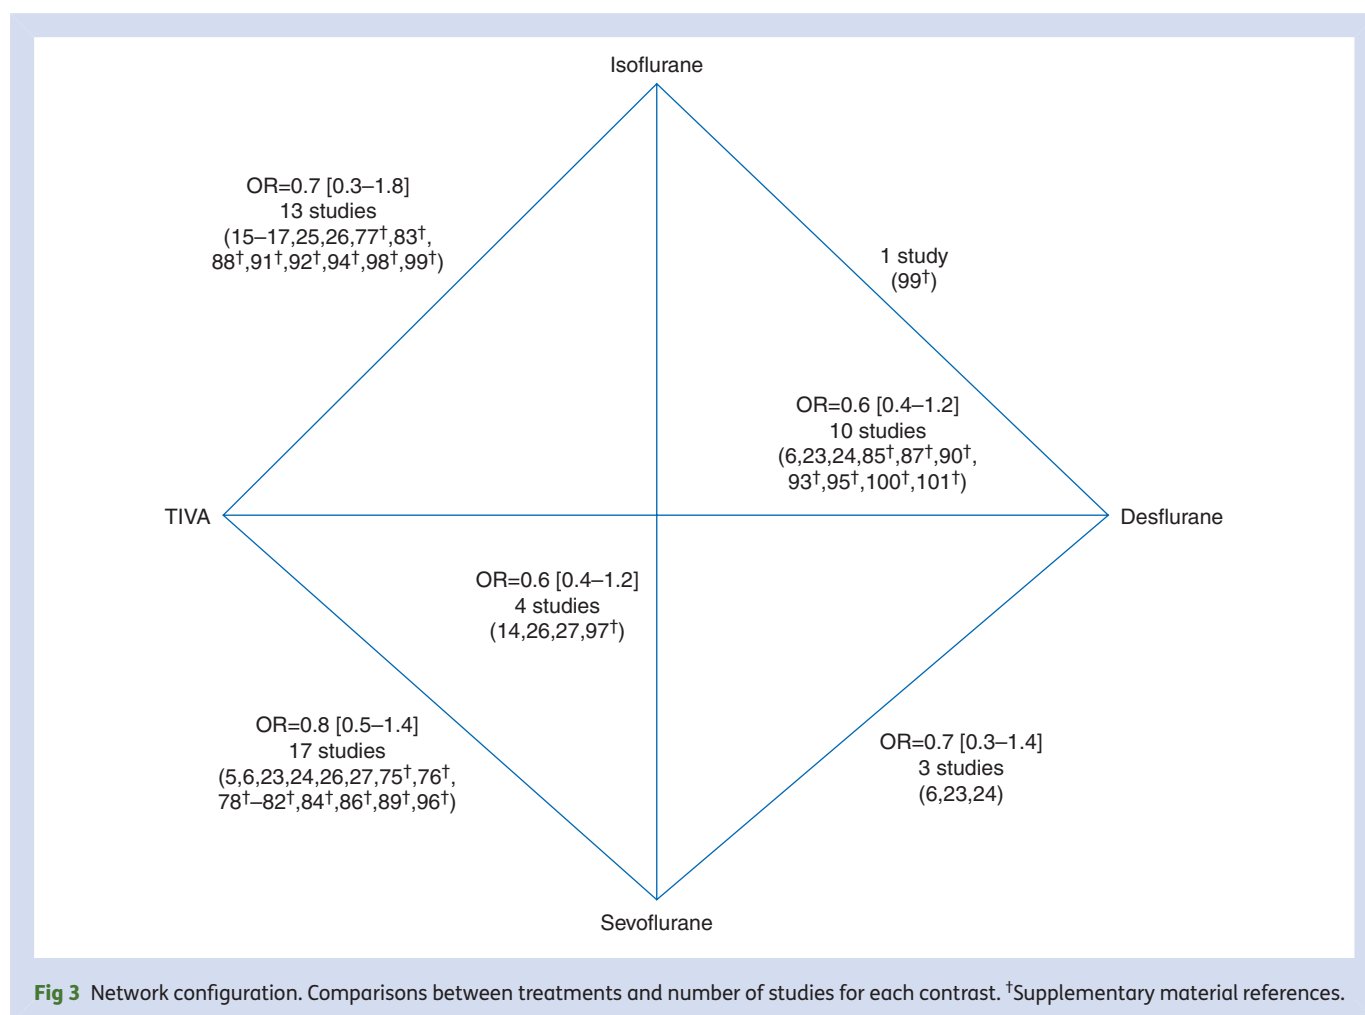 Isoflurane
OR=0.7 [0.3–1.8]
13 studies
(15–17,25,26,77†,83†,
88†,91†,92†,94†,98†,99†)
1 study
(99†)
OR=0.6 [0.4–1.2]
10 studies
(6,23,24,85†,87†,90†,
93†,95†,100†,101†)
TIVA
Desflurane
OR=0.6 [0.4–1.2]
4 studies
(14,26,27,97†)
OR=0.8 [0.5–1.4]
17 studies
(5,6,23,24,26,27,75†,76†,
78†–82†,84†,86†,89†,96†)
OR=0.7 [0.3–1.4]
3 studies
(6,23,24)
Sevoflurane
Fig 3 Network configuration. Comparisons between treatments and number of studies for each contrast. †Supplementary material references.